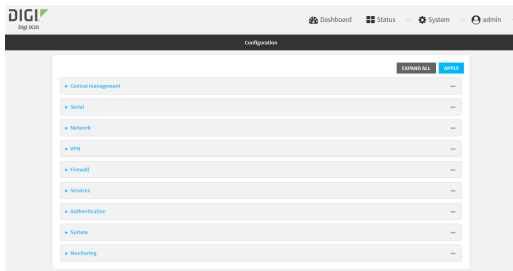 DIGI
Digi IX20
Dashboard
Status
System
admin
Configuration
EXPAND ALL
APPLY
Central management
Serial
Network
VPN
Firewall
Services
Authentication
System
Monitoring